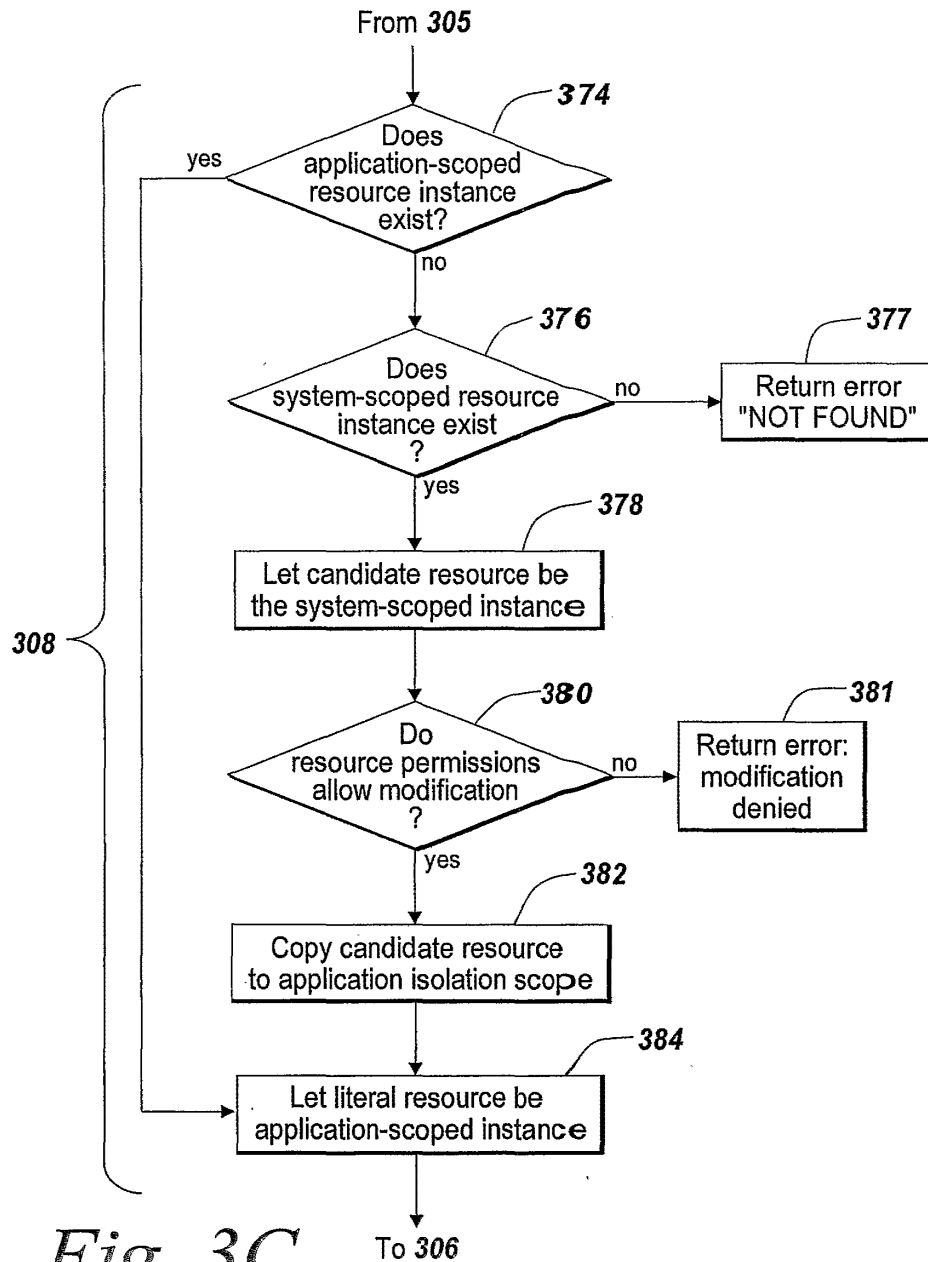 From 305
374
Does
application-scoped
resource instance
exist?
yes
no
376
Does
system-scoped resource
instance exist
?
no
377
Return error
"NOT FOUND"
yes
378
Let candidate resource be
the system-scoped instance
308
380
Do
resource permissions
allow modification
?
no
381
Return error:
modification
denied
yes
382
Copy candidate resource
to application isolation scope
384
Let literal resource be
application-scoped instance
To 306
Fig. 3C